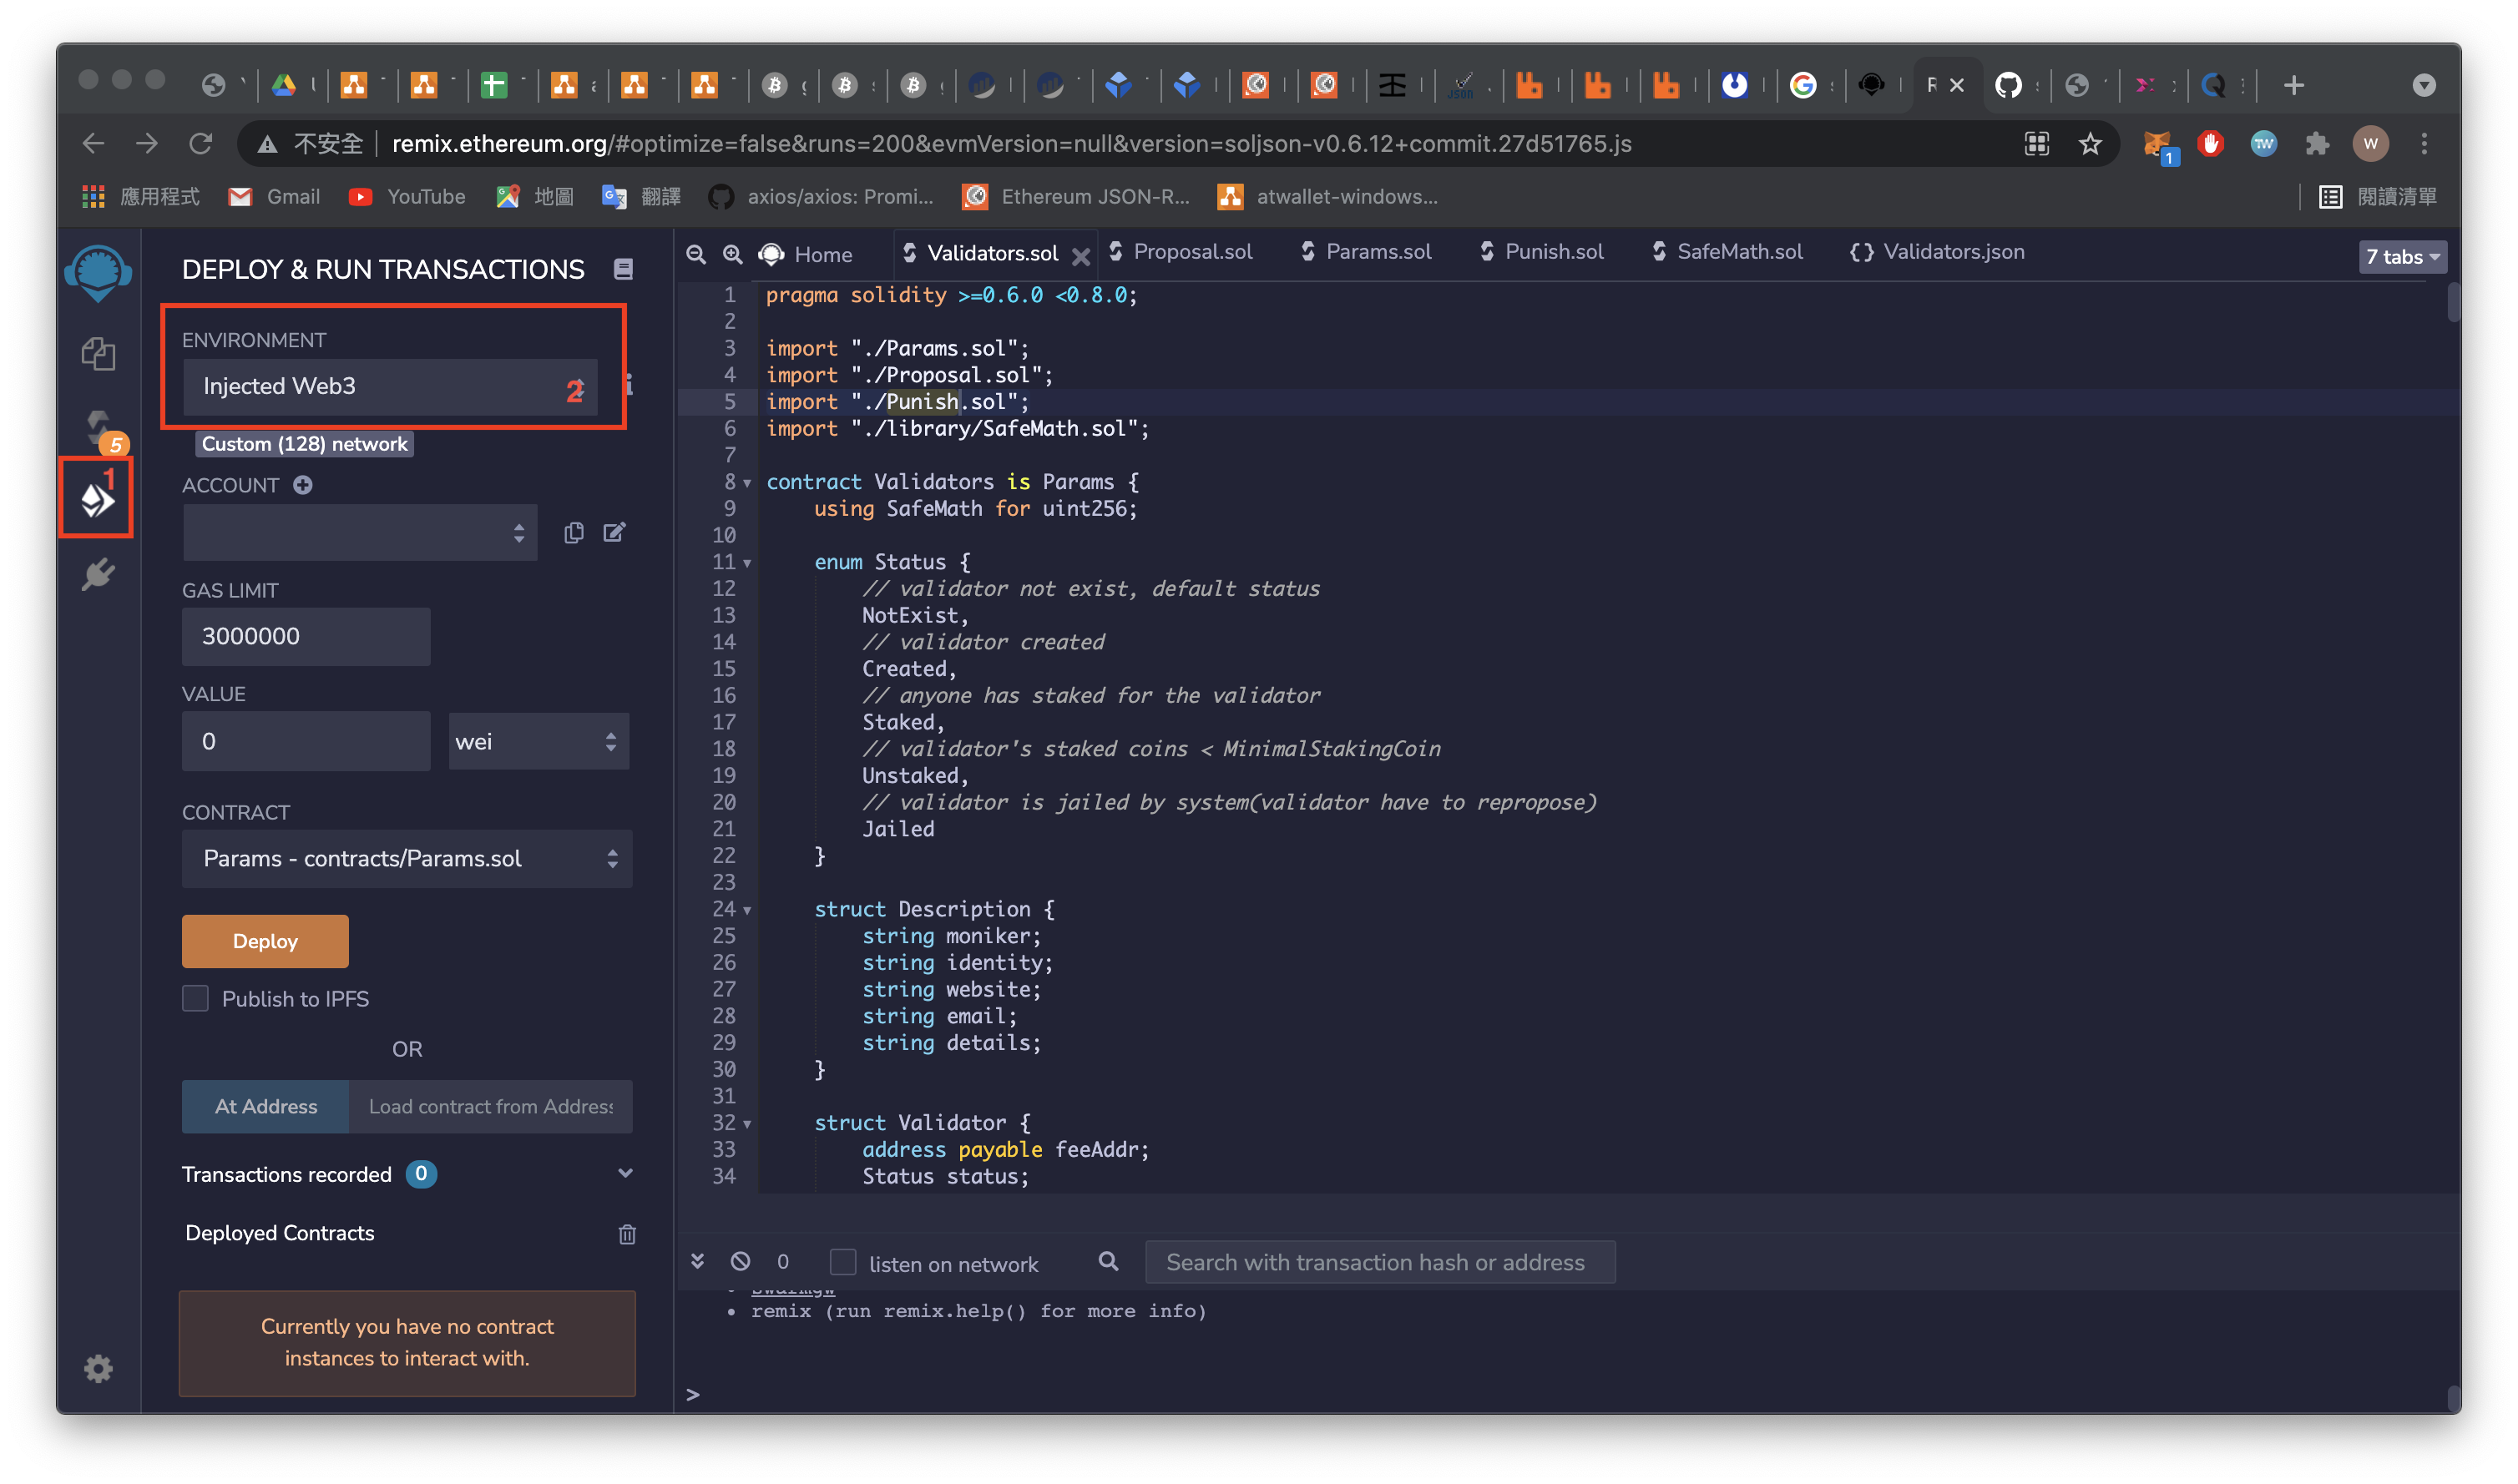 不安全 remix.ethereum.org/#optimize=false&runs=200&evmVersion=null&version=soljson-v0.6.12+commit.27d51765.js
1
W
應用程式 Gmail YouTube 地圖 翻譯 axios/axios: Promi... Ethereum JSON-R... atwallet-windows... 閱讀清單
DEPLOY & RUN TRANSACTIONS
ENVIRONMENT
Injected Web3
2
Custom (128) network
5
1
ACCOUNT
GAS LIMIT
3000000
VALUE
0 wei
CONTRACT
Params - contracts/Params.sol
Deploy
Publish to IPFS
OR
At Address Load contract from Address
Transactions recorded 0
Deployed Contracts
Currently you have no contract
instances to interact with.
Home Validators.sol Proposal.sol Params.sol Punish.sol SafeMath.sol {} Validators.json 7 tabs
1 pragma solidity >=0.6.0 <0.8.0;
2
3 import "./Params.sol";
4 import "./Proposal.sol";
5 import "./Punish.sol";
6 import "./library/SafeMath.sol";
7
8 contract Validators is Params {
9 using SafeMath for uint256;
10
11 enum Status {
12 // validator not exist, default status
13 NotExist,
14 // validator created
15 Created,
16 // anyone has staked for the validator
17 Staked,
18 // validator's staked coins < MinimalStakingCoin
19 Unstaked,
20 // validator is jailed by system(validator have to repropose)
21 Jailed
22 }
23
24 struct Description {
25 string moniker;
26 string identity;
27 string website;
28 string email;
29 string details;
30 }
31
32 struct Validator {
33 address payable feeAddr;
34 Status status;
0 listen on network Search with transaction hash or address
remix (run remix.help() for more info)
>